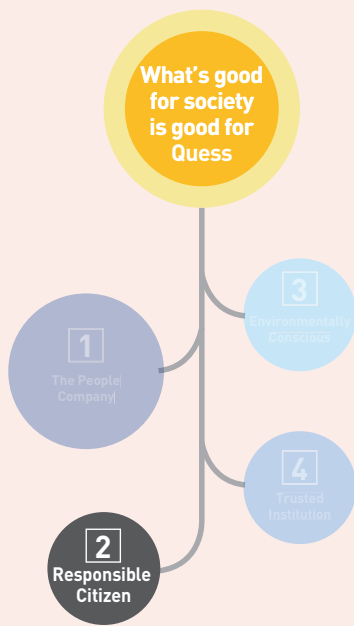 What's good
for society
is good for
Quess
1
The People
Company
2
Responsible
Citizen
3
Environmentally
Conscious
4
Trusted
Institution